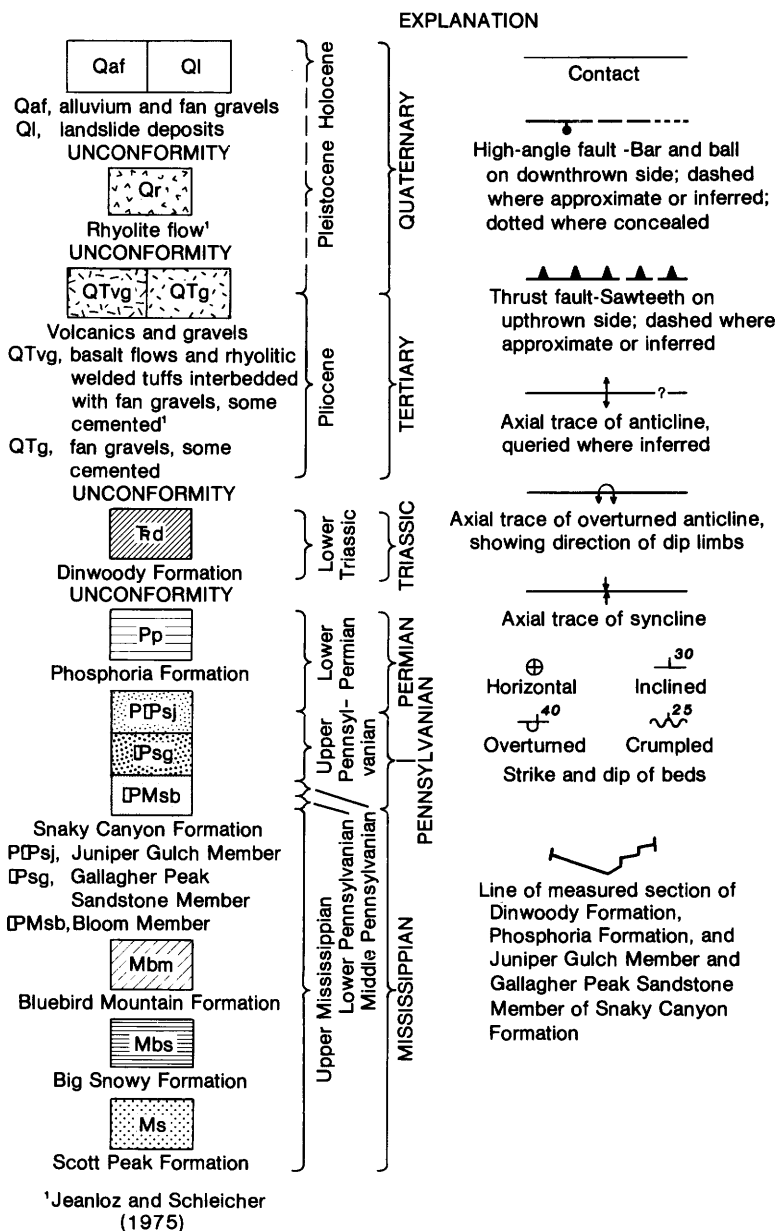 EXPLANATION
Qaf
Ql
Qaf, alluvium and fan gravels
Ql, landslide deposits
UNCONFORMITY
Qr
Rhyolite flow¹
UNCONFORMITY
QTvg
QTg
Volcanics and gravels
QTvg, basalt flows and rhyolitic
welded tuffs interbedded
with fan gravels, some
cemented¹
QTg, fan gravels, some
cemented
UNCONFORMITY
Ꞟd
Dinwoody Formation
UNCONFORMITY
Pp
Phosphoria Formation
PℙPsj
ℙPsg
ℙPMsb
Snaky Canyon Formation
PℙPsj, Juniper Gulch Member
ℙPsg, Gallagher Peak
Sandstone Member
ℙPMsb, Bloom Member
Mbm
Bluebird Mountain Formation
Mbs
Big Snowy Formation
Ms
Scott Peak Formation
¹Jeanloz and Schleicher
(1975)
Holocene
Pleistocene
Pliocene
Lower
Triassic
Lower
Permian
Upper
Pennsyl-
vanian
Upper Mississippian
Lower Pennsylvanian
Middle Pennsylvanian
QUATERNARY
TERTIARY
TRIASSIC
PERMIAN
PENNSYLVANIAN
MISSISSIPPIAN
Contact
High-angle fault -Bar and ball
on downthrown side; dashed
where approximate or inferred;
dotted where concealed
Thrust fault-Sawteeth on
upthrown side; dashed where
approximate or inferred
?
Axial trace of anticline,
queried where inferred
Axial trace of overturned anticline,
showing direction of dip limbs
Axial trace of syncline
30
Horizontal Inclined
40 25
Overturned Crumpled
Strike and dip of beds
Line of measured section of
Dinwoody Formation,
Phosphoria Formation, and
Juniper Gulch Member and
Gallagher Peak Sandstone
Member of Snaky Canyon
Formation